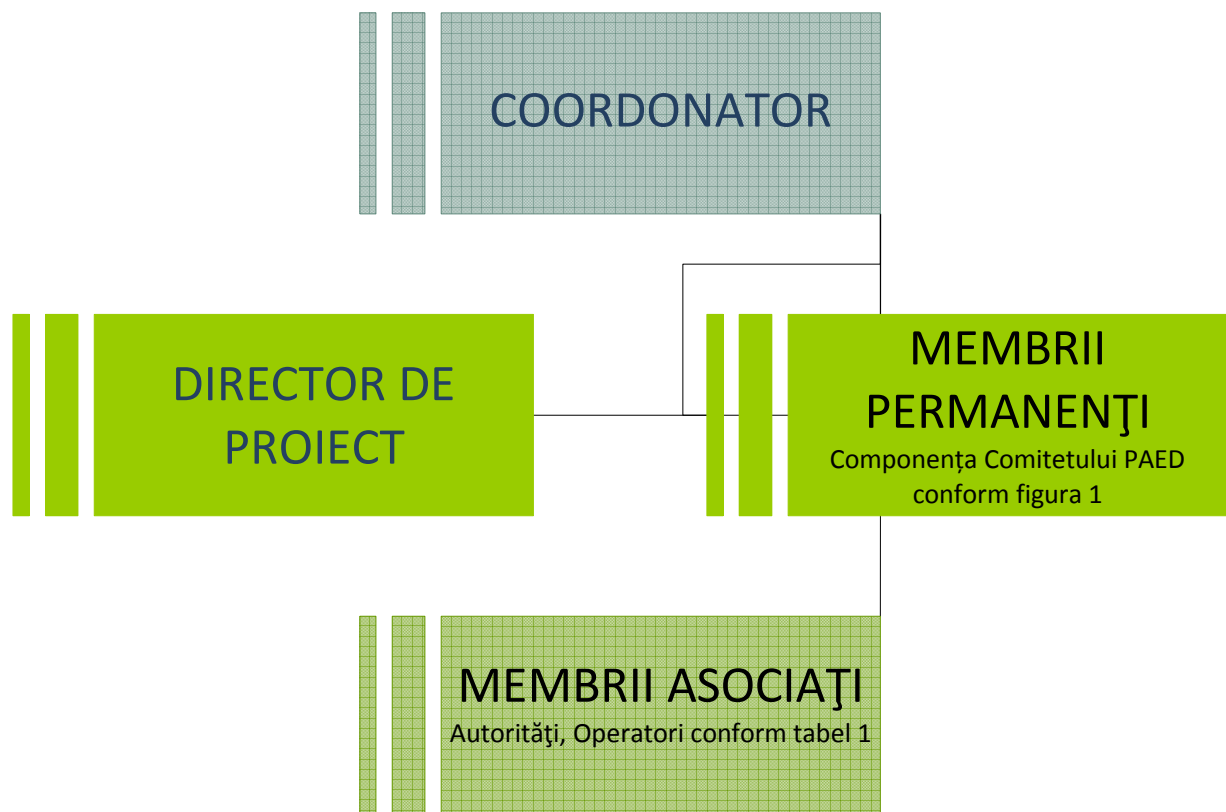 COORDONATOR
DIRECTOR DE
PROIECT
MEMBRII
PERMANENŢI
Componența Comitetului PAED
conform figura 1
MEMBRII ASOCIAŢI
Autorităţi, Operatori conform tabel 1